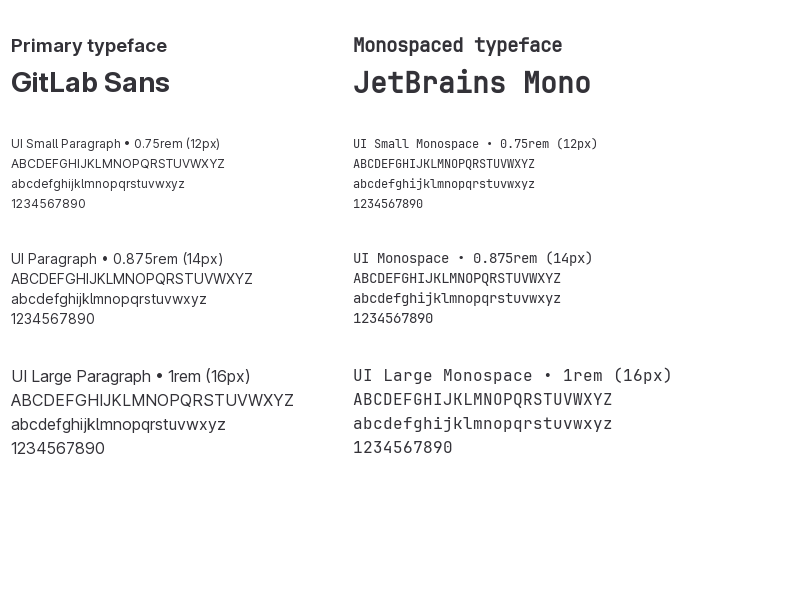 Primary typeface
GitLab Sans
UI Small Paragraph • 0.75rem (12px)
ABCDEFGHIJKLMNOPQRSTUVWXYZ
abcdefghijklmnopqrstuvwxyz
1234567890
UI Paragraph • 0.875rem (14px)
ABCDEFGHIJKLMNOPQRSTUVWXYZ
abcdefghijklmnopqrstuvwxyz
1234567890
UI Large Paragraph • 1rem (16px)
ABCDEFGHIJKLMNOPQRSTUVWXYZ
abcdefghijklmnopqrstuvwxyz
1234567890
Monospaced typeface
JetBrains Mono
UI Small Monospace • 0.75rem (12px)
ABCDEFGHIJKLMNOPQRSTUVWXYZ
abcdefghijklmnopqrstuvwxyz
1234567890
UI Monospace • 0.875rem (14px)
ABCDEFGHIJKLMNOPQRSTUVWXYZ
abcdefghijklmnopqrstuvwxyz
1234567890
UI Large Monospace • 1rem (16px)
ABCDEFGHIJKLMNOPQRSTUVWXYZ
abcdefghijklmnopqrstuvwxyz
1234567890